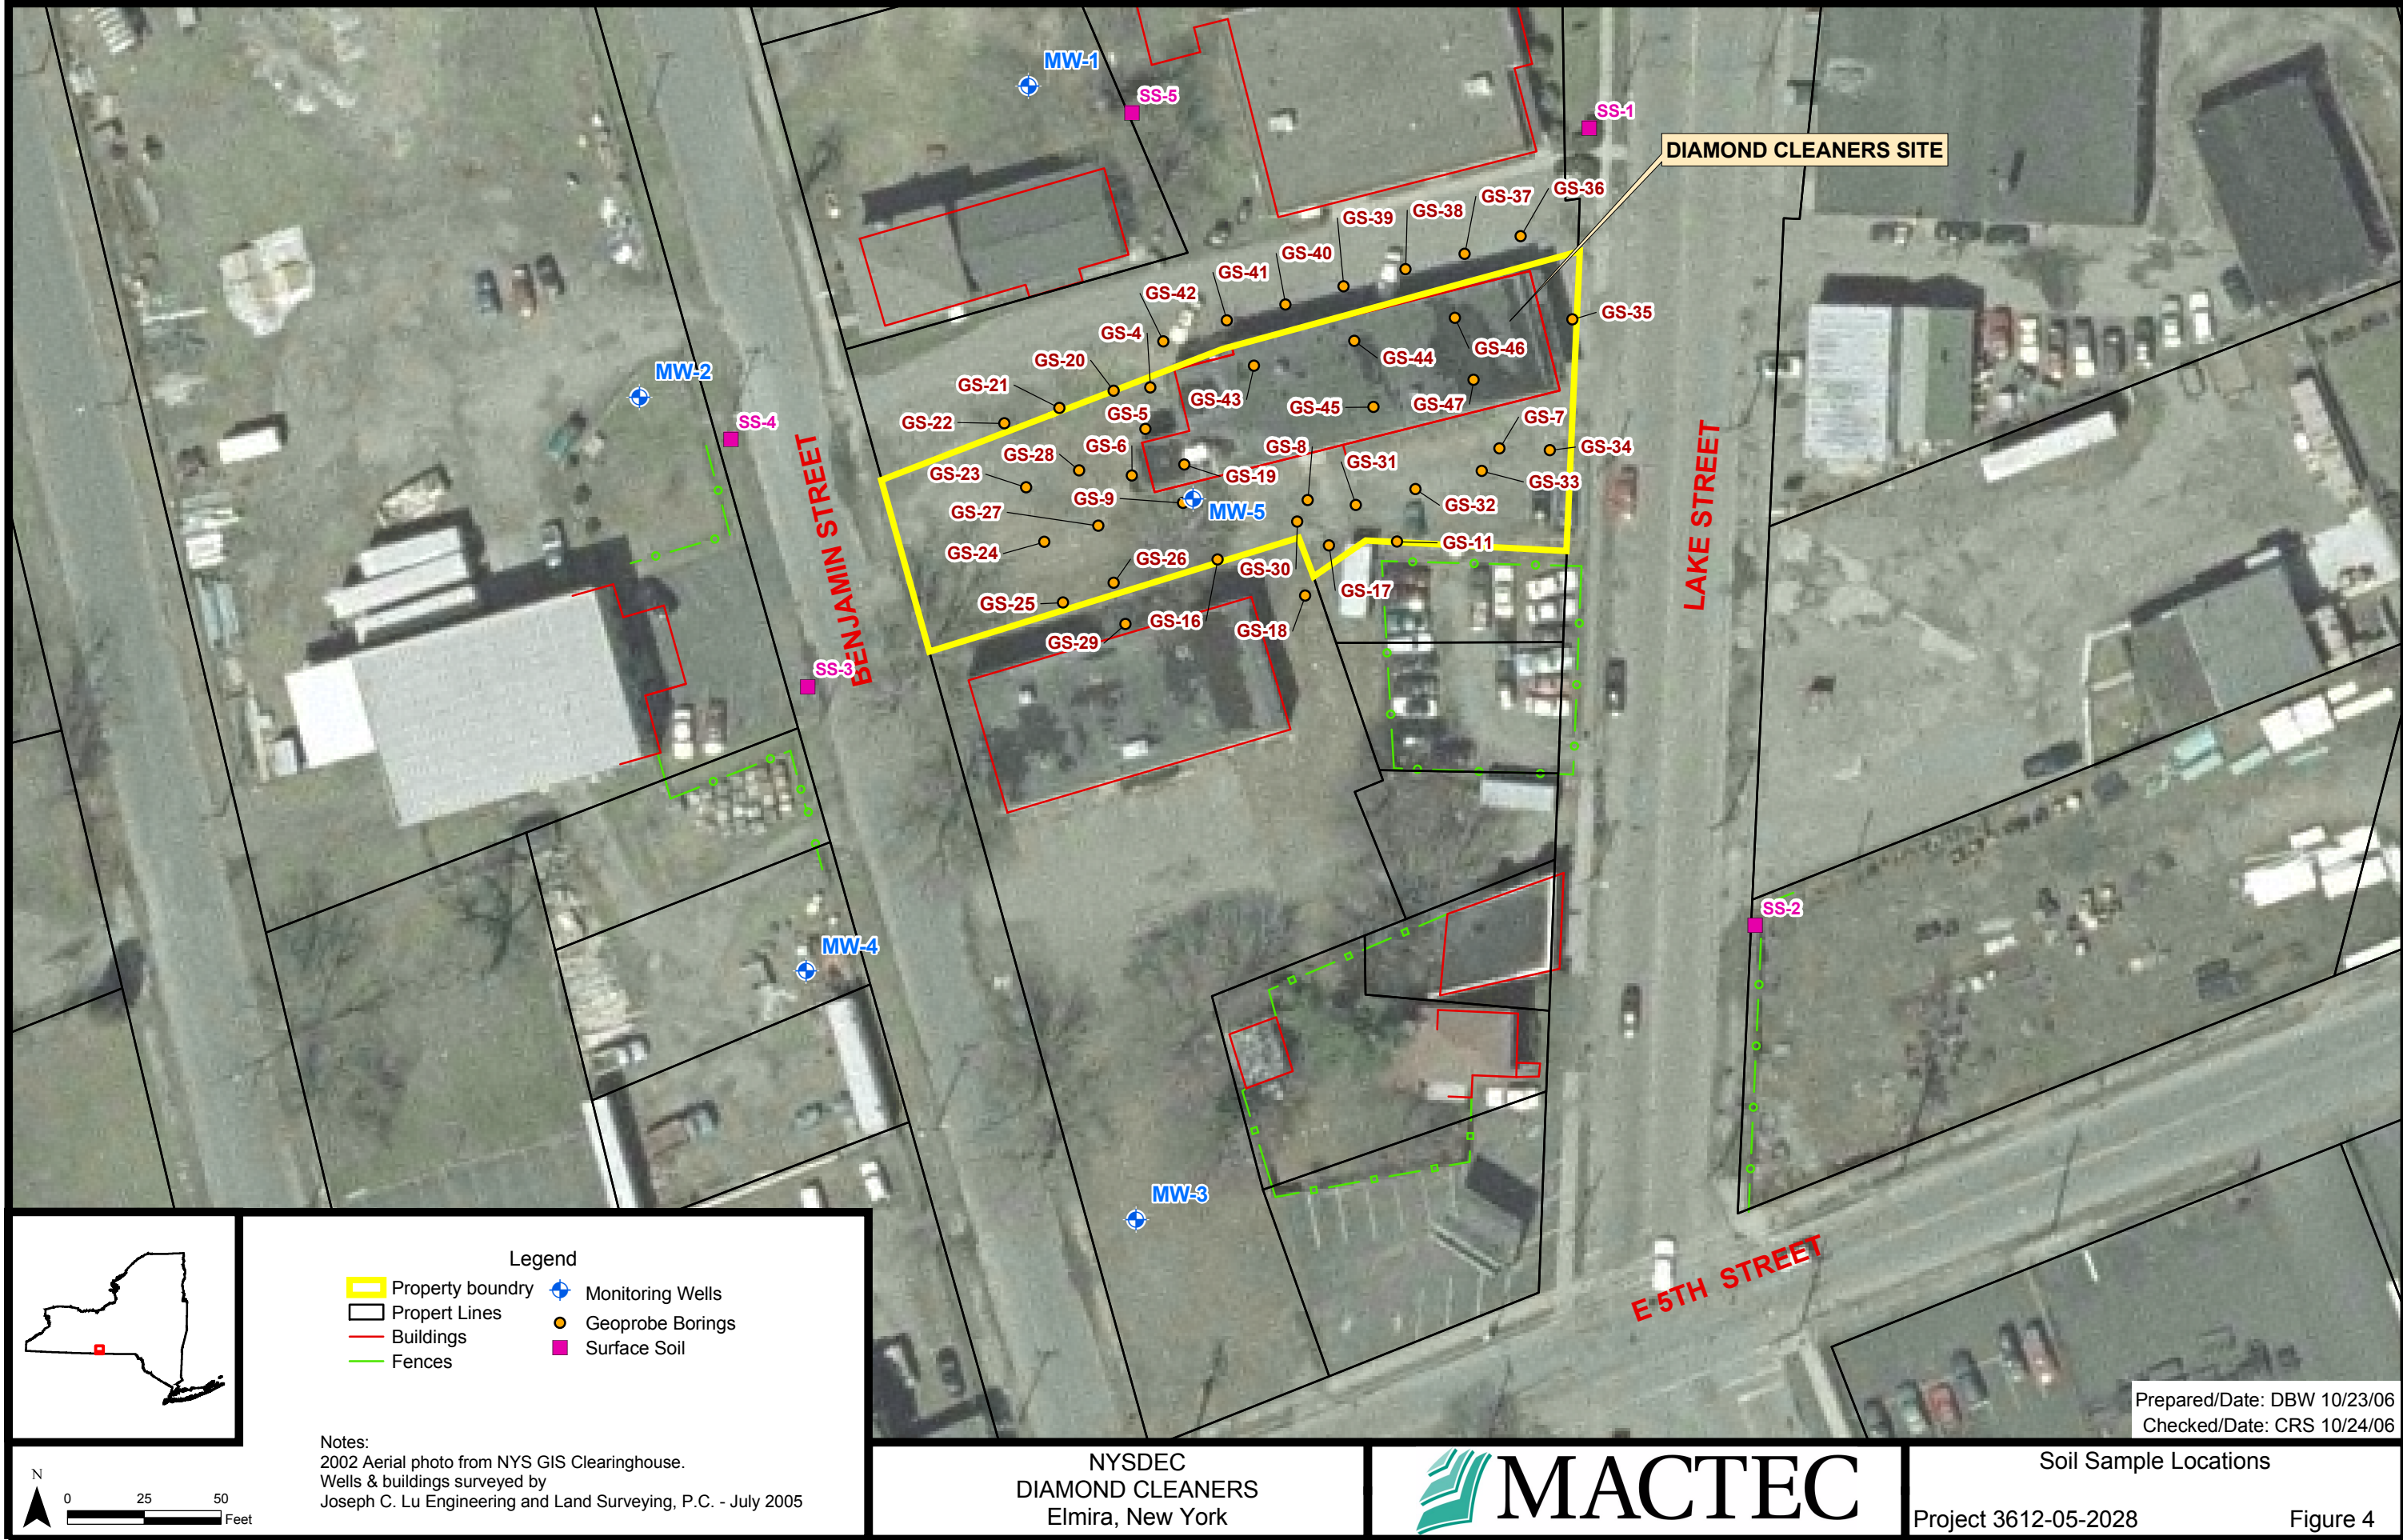 MW-1
SS-5
SS-1
DIAMOND CLEANERS SITE
GS-36
GS-37
GS-38
GS-39
GS-40
GS-41
GS-42
GS-35
GS-4
GS-46
GS-44
GS-20
MW-2
GS-21
GS-43
GS-45
GS-47
GS-5
GS-7
SS-4
GS-22
GS-6
GS-8
GS-34
GS-28
GS-31
GS-23
GS-19
GS-33
GS-9
GS-32
GS-27
MW-5
GS-11
GS-24
GS-26
GS-30
GS-17
GS-25
GS-16
GS-18
GS-29
BENJAMIN STREET
LAKE STREET
SS-3
SS-2
MW-4
MW-3
E 5TH STREET
Legend
Property boundry
Propert Lines
Buildings
Fences
Monitoring Wells
Geoprobe Borings
Surface Soil
Notes:
2002 Aerial photo from NYS GIS Clearinghouse.
Wells & buildings surveyed by
Joseph C. Lu Engineering and Land Surveying, P.C. - July 2005
N
0 25 50
Feet
NYSDEC
DIAMOND CLEANERS
Elmira, New York
MACTEC
Prepared/Date: DBW 10/23/06
Checked/Date: CRS 10/24/06
Soil Sample Locations
Project 3612-05-2028 Figure 4